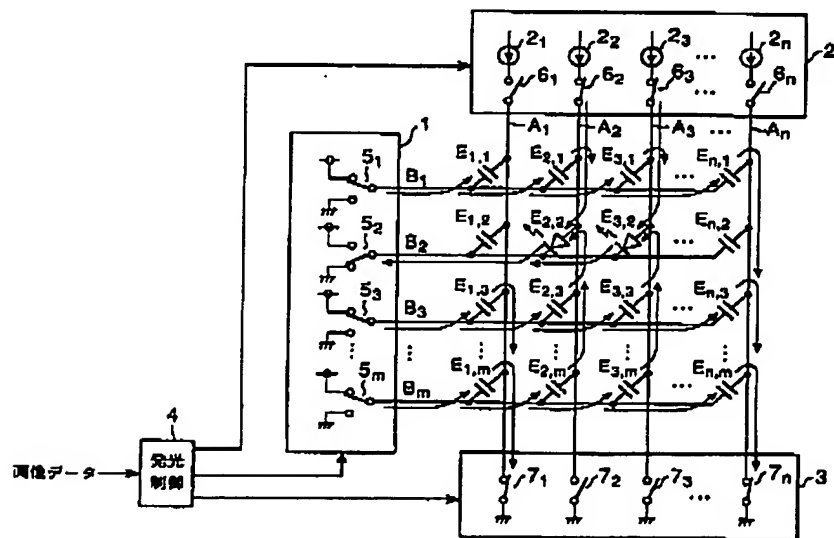 2₁ 2₂ 2₃ … 2ₙ 2
6₁ 6₂ 6₃ … 6ₙ
A₁ A₂ A₃ … Aₙ
1
5₁ B₁ E₁,₁ E₂,₁ E₃,₁ … Eₙ,₁
5₂ B₂ E₁,₂ E₂,₂ E₃,₂ … Eₙ,₂
5₃ B₃ E₁,₃ E₂,₃ E₃,₃ … Eₙ,₃
5ₘ Bₘ E₁,ₘ E₂,ₘ E₃,ₘ … Eₙ,ₘ
4
画像データ
発光
制御
7₁ 7₂ 7₃ … 7ₙ 3